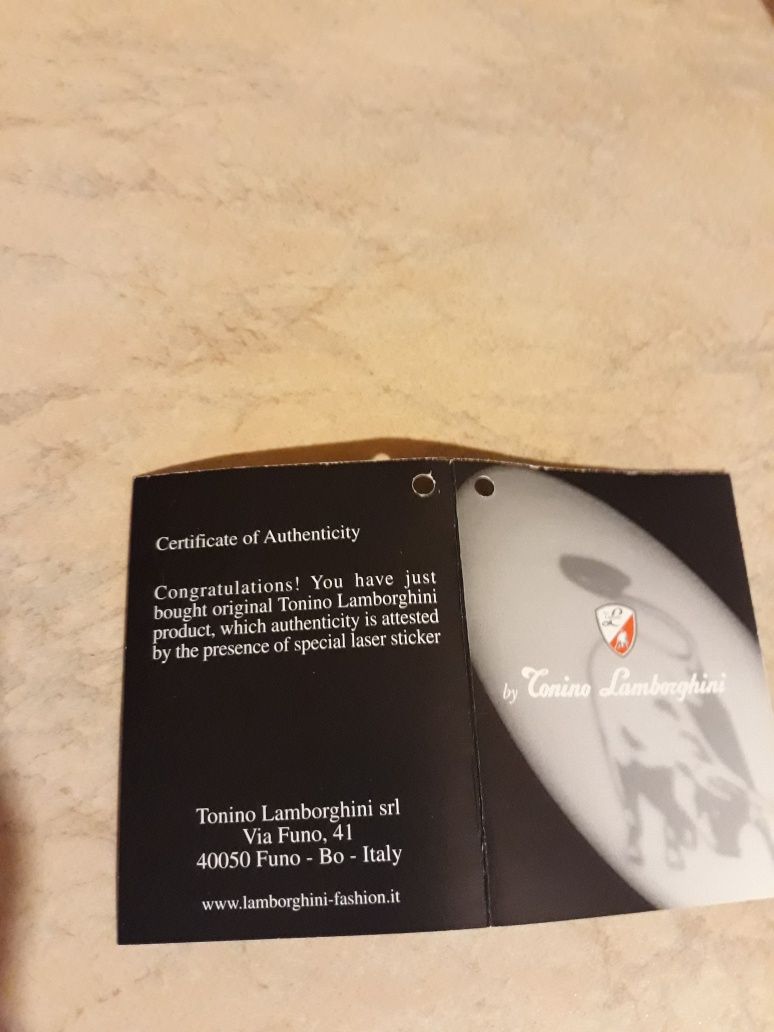 Certificate of Authenticity
Congratulations! You have just
bought original Tonino Lamborghini
product, which authenticity is attested
by the presence of special laser sticker
Tonino Lamborghini srl
Via Funo, 41
40050 Funo - Bo - Italy
www.lamborghini-fashion.it
L
by Tonino Lamborghini